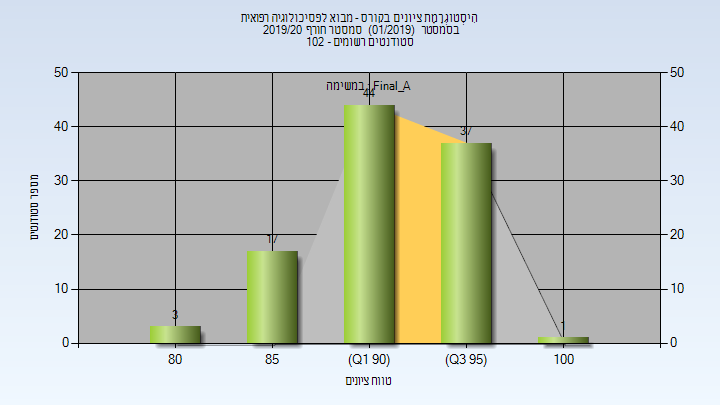 היסטוגרמת ציונים בקורס - מבוא לפסיכולוגיה רפואית
בסמסטר (01/2019) סמסטר חורף 2019/20
סטודנטים רשומים - 102
במשימה : Final_A
מספר סטודנטים
50
40
30
20
10
0
50
40
30
20
10
0
3
17
44
37
1
80
85
(Q1 90)
(Q3 95)
100
טווח ציונים